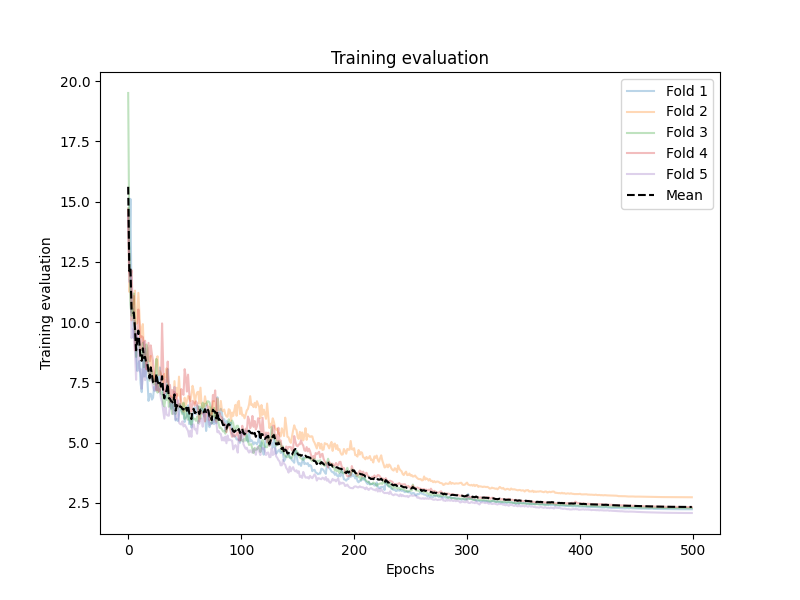 Training evaluation
20.0
17.5
15.0
12.5
10.0
7.5
5.0
2.5
Training evaluation
0 100 200 300 400 500
Epochs
Fold 1
Fold 2
Fold 3
Fold 4
Fold 5
Mean